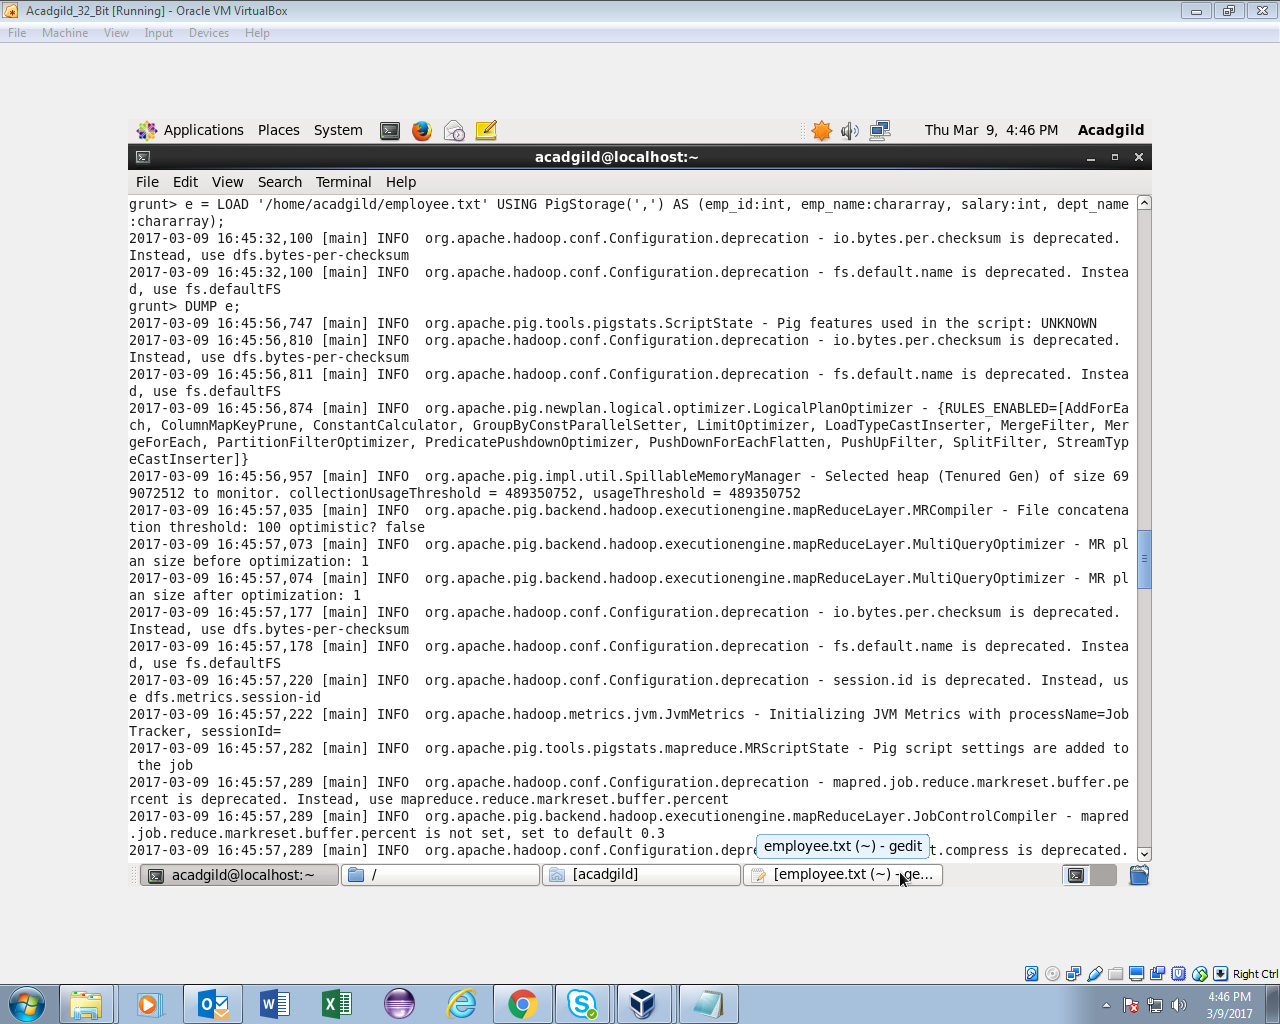 Acadgild_32_Bit [Running] - Oracle VM VirtualBox
File Machine View Input Devices Help
Applications Places System Thu Mar 9, 4:46 PM Acadgild
acadgild@localhost:~
File Edit View Search Terminal Help
grunt> e = LOAD '/home/acadgild/employee.txt' USING PigStorage(',') AS (emp_id:int, emp_name:chararray, salary:int, dept_name
:chararray);
2017-03-09 16:45:32,100 [main] INFO  org.apache.hadoop.conf.Configuration.deprecation - io.bytes.per.checksum is deprecated.
Instead, use dfs.bytes-per-checksum
2017-03-09 16:45:32,100 [main] INFO  org.apache.hadoop.conf.Configuration.deprecation - fs.default.name is deprecated. Instea
d, use fs.defaultFS
grunt> DUMP e;
2017-03-09 16:45:56,747 [main] INFO  org.apache.pig.tools.pigstats.ScriptState - Pig features used in the script: UNKNOWN
2017-03-09 16:45:56,810 [main] INFO  org.apache.hadoop.conf.Configuration.deprecation - io.bytes.per.checksum is deprecated.
Instead, use dfs.bytes-per-checksum
2017-03-09 16:45:56,811 [main] INFO  org.apache.hadoop.conf.Configuration.deprecation - fs.default.name is deprecated. Instea
d, use fs.defaultFS
2017-03-09 16:45:56,874 [main] INFO  org.apache.pig.newplan.logical.optimizer.LogicalPlanOptimizer - {RULES_ENABLED=[AddForEa
ch, ColumnMapKeyPrune, ConstantCalculator, GroupByConstParallelSetter, LimitOptimizer, LoadTypeCastInserter, MergeFilter, Mer
geForEach, PartitionFilterOptimizer, PredicatePushdownOptimizer, PushDownForEachFlatten, PushUpFilter, SplitFilter, StreamTyp
eCastInserter]}
2017-03-09 16:45:56,957 [main] INFO  org.apache.pig.impl.util.SpillableMemoryManager - Selected heap (Tenured Gen) of size 69
9072512 to monitor. collectionUsageThreshold = 489350752, usageThreshold = 489350752
2017-03-09 16:45:57,035 [main] INFO  org.apache.pig.backend.hadoop.executionengine.mapReduceLayer.MRCompiler - File concatena
tion threshold: 100 optimistic? false
2017-03-09 16:45:57,073 [main] INFO  org.apache.pig.backend.hadoop.executionengine.mapReduceLayer.MultiQueryOptimizer - MR pl
an size before optimization: 1
2017-03-09 16:45:57,074 [main] INFO  org.apache.pig.backend.hadoop.executionengine.mapReduceLayer.MultiQueryOptimizer - MR pl
an size after optimization: 1
2017-03-09 16:45:57,177 [main] INFO  org.apache.hadoop.conf.Configuration.deprecation - io.bytes.per.checksum is deprecated.
Instead, use dfs.bytes-per-checksum
2017-03-09 16:45:57,178 [main] INFO  org.apache.hadoop.conf.Configuration.deprecation - fs.default.name is deprecated. Instea
d, use fs.defaultFS
2017-03-09 16:45:57,220 [main] INFO  org.apache.hadoop.conf.Configuration.deprecation - session.id is deprecated. Instead, us
e dfs.metrics.session-id
2017-03-09 16:45:57,222 [main] INFO  org.apache.hadoop.metrics.jvm.JvmMetrics - Initializing JVM Metrics with processName=Job
Tracker, sessionId=
2017-03-09 16:45:57,282 [main] INFO  org.apache.pig.tools.pigstats.mapreduce.MRScriptState - Pig script settings are added to
 the job
2017-03-09 16:45:57,289 [main] INFO  org.apache.hadoop.conf.Configuration.deprecation - mapred.job.reduce.markreset.buffer.pe
rcent is deprecated. Instead, use mapreduce.reduce.markreset.buffer.percent
2017-03-09 16:45:57,289 [main] INFO  org.apache.pig.backend.hadoop.executionengine.mapReduceLayer.JobControlCompiler - mapred
.job.reduce.markreset.buffer.percent is not set, set to default 0.3
2017-03-09 16:45:57,289 [main] INFO  org.apache.hadoop.conf.Configuration.depre t.compress is deprecated.
employee.txt (~) - gedit
acadgild@localhost:~ / [acadgild] [employee.txt (~) - ge...
Right Ctrl
4:46 PM
3/9/2017